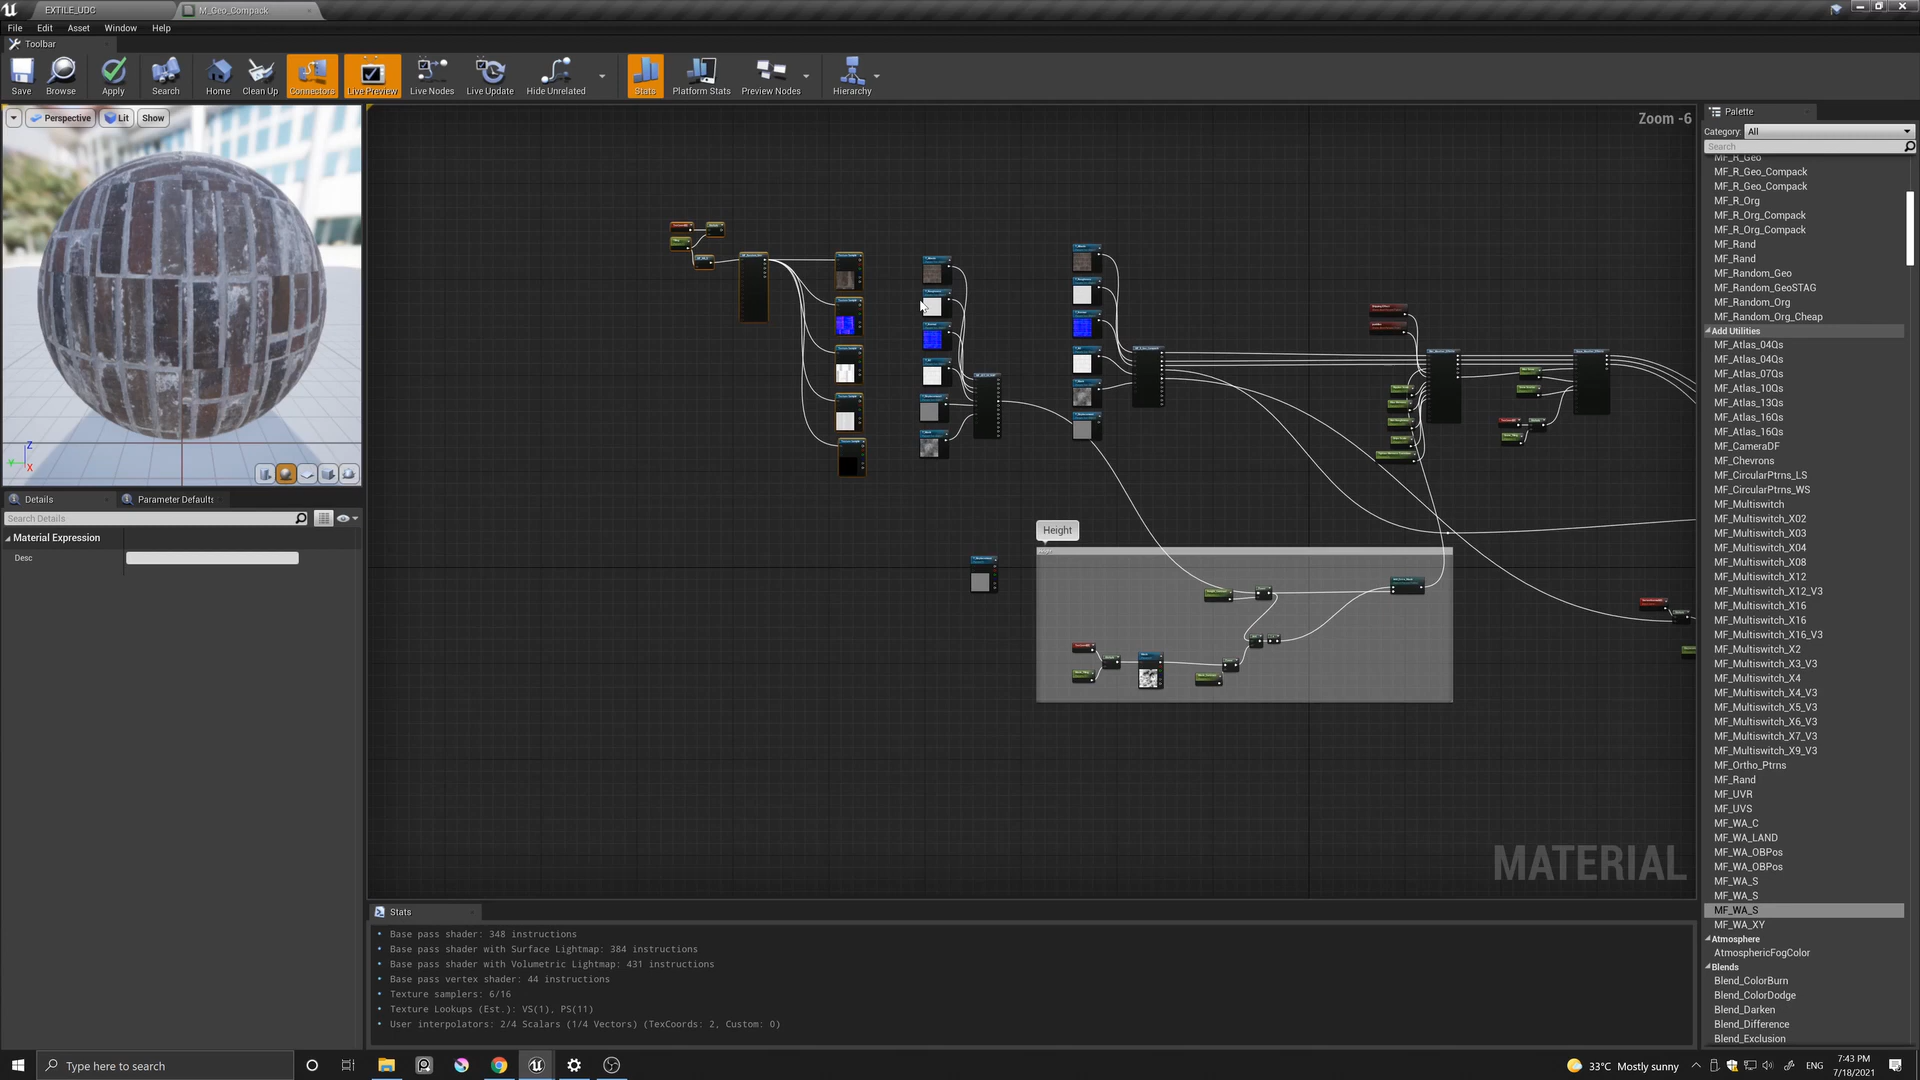 EXTILE_UDC
M_Geo_Compack
File Edit Asset Window Help
Toolbar
Save Browse Apply Search Home Clean Up Connectors Live Preview Live Nodes Live Update Hide Unrelated Stats Platform Stats Preview Nodes Hierarchy
Perspective Lit Show
Zoom -6
Palette
Category: All
Search
MF_R_Geo
MF_R_Geo_Compack
MF_R_Geo_Compack
MF_R_Org
MF_R_Org_Compack
MF_R_Org_Compack
MF_Rand
MF_Rand
MF_Random_Geo
MF_Random_GeoSTAG
MF_Random_Org
MF_Random_Org_Cheap
Add Utilities
MF_Atlas_04Qs
MF_Atlas_04Qs
MF_Atlas_07Qs
MF_Atlas_10Qs
MF_Atlas_13Qs
MF_Atlas_16Qs
MF_Atlas_16Qs
MF_CameraDF
MF_Chevrons
MF_CircularPtrns_LS
MF_CircularPtrns_WS
MF_Multiswitch
MF_Multiswitch_X02
MF_Multiswitch_X03
MF_Multiswitch_X04
MF_Multiswitch_X08
MF_Multiswitch_X12
MF_Multiswitch_X12_V3
MF_Multiswitch_X16
MF_Multiswitch_X16
MF_Multiswitch_X16_V3
MF_Multiswitch_X2
MF_Multiswitch_X3_V3
MF_Multiswitch_X4
MF_Multiswitch_X4_V3
MF_Multiswitch_X5_V3
MF_Multiswitch_X6_V3
MF_Multiswitch_X7_V3
MF_Multiswitch_X9_V3
MF_Ortho_Ptrns
MF_Rand
MF_UVR
MF_UVS
MF_WA_C
MF_WA_LAND
MF_WA_OBPos
MF_WA_OBPos
MF_WA_S
MF_WA_S
MF_WA_S
MF_WA_XY
Atmosphere
AtmosphericFogColor
Blends
Blend_ColorBurn
Blend_ColorDodge
Blend_Darken
Blend_Difference
Blend_Exclusion
Z
Y
X
Details
Parameter Defaults
Search Details
Material Expression
Desc
Height
MATERIAL
Stats
Base pass shader: 348 instructions
Base pass shader with Surface Lightmap: 384 instructions
Base pass shader with Volumetric Lightmap: 431 instructions
Base pass vertex shader: 44 instructions
Texture samplers: 6/16
Texture Lookups (Est.): VS(1), PS(11)
User interpolators: 2/4 Scalars (1/4 Vectors) (TexCoords: 2, Custom: 0)
Type here to search
33°C Mostly sunny
ENG
7:43 PM
7/18/2021